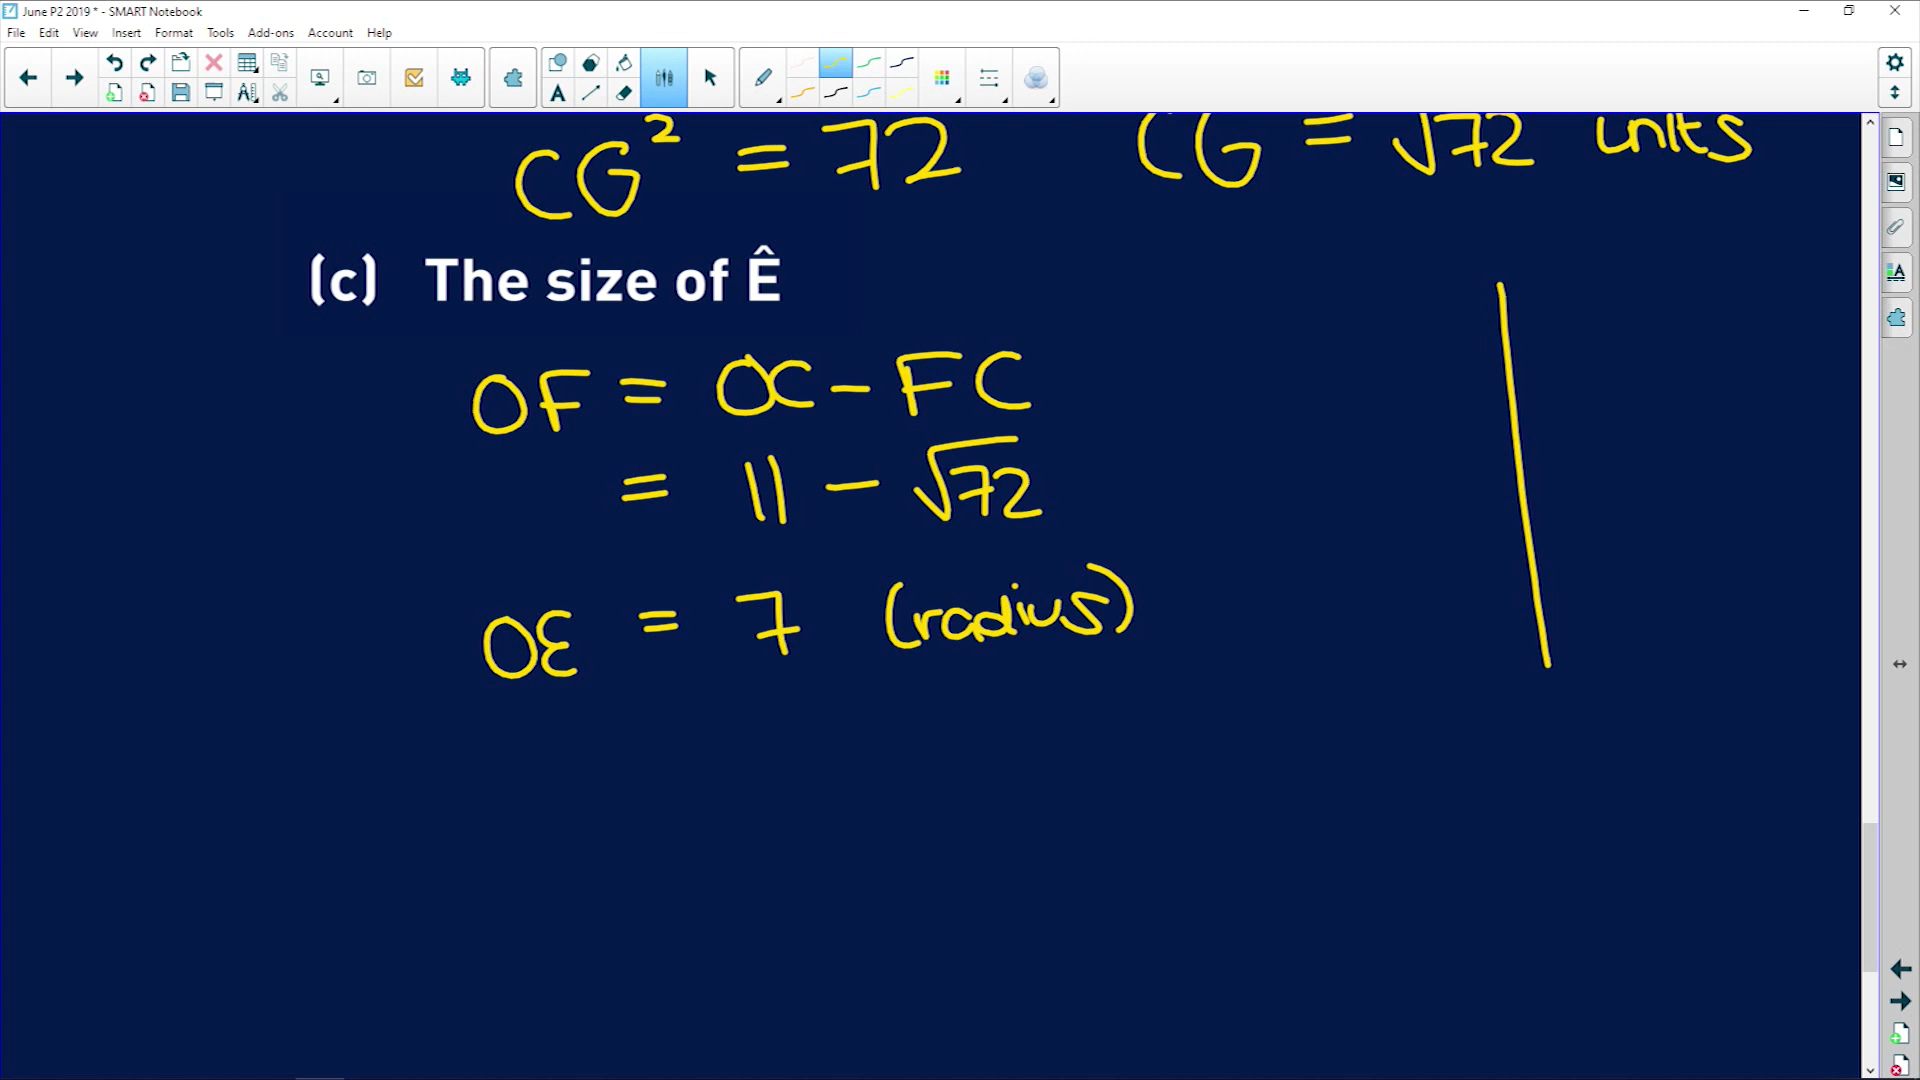 June P2 2019 * - SMART Notebook
File Edit View Insert Format Tools Add-ons Account Help
CG² = 72 CG = √72 units
(c) The size of Ê
OF = OC - FC
= 11 - √72
OE = 7 (radius)